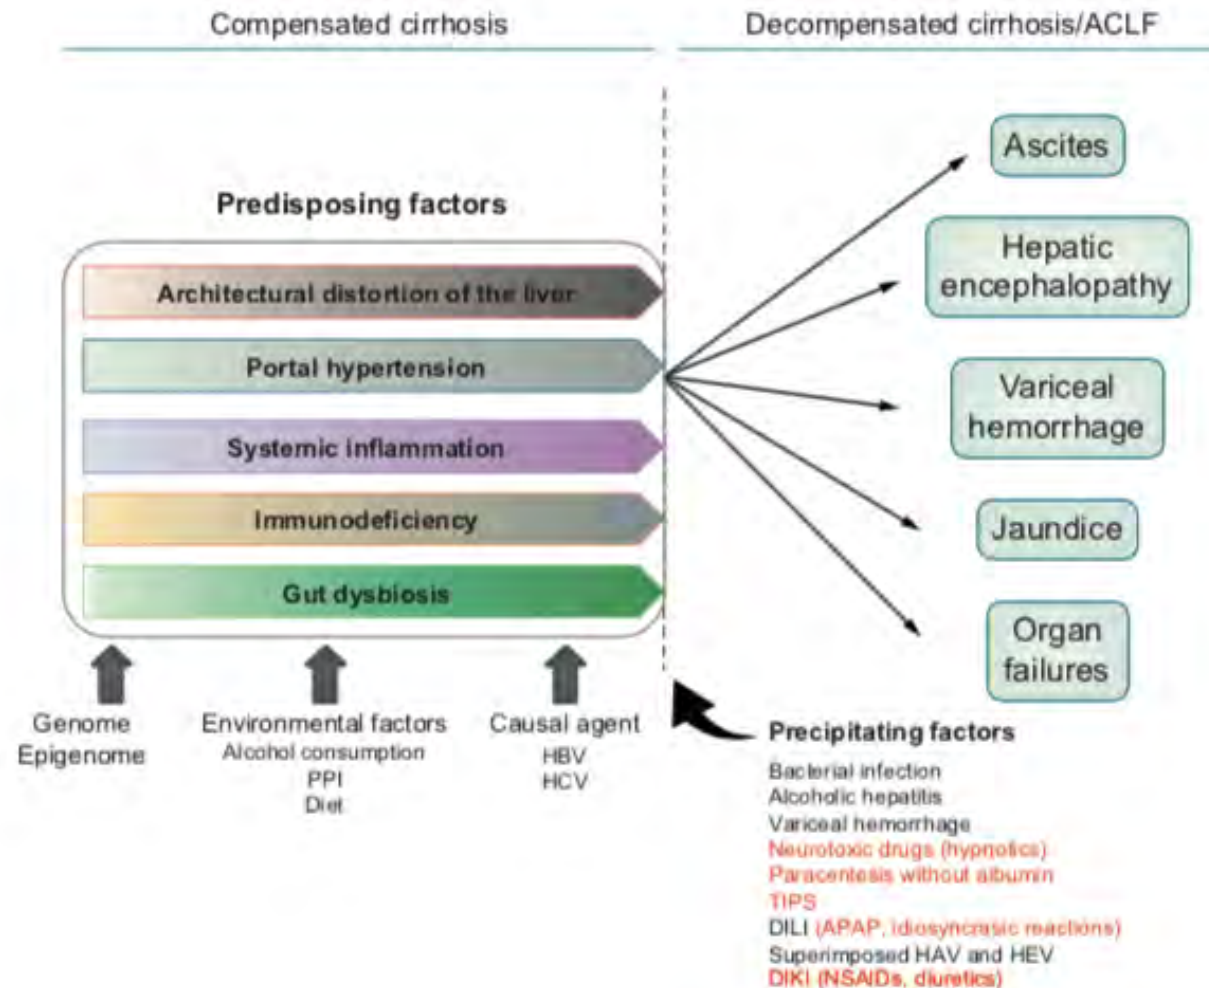 Compensated cirrhosis
Decompensated cirrhosis/ACLF
Predisposing factors
Architectural distortion of the liver
Portal hypertension
Systemic inflammation
Immunodeficiency
Gut dysbiosis
Genome
Epigenome
Environmental factors
Alcohol consumption
PPI
Diet
Causal agent
HBV
HCV
Ascites
Hepatic
encephalopathy
Variceal
hemorrhage
Jaundice
Organ
failures
Precipitating factors
Bacterial infection
Alcoholic hepatitis
Variceal hemorrhage
Neurotoxic drugs (hypnotics)
Paracentesis without albumin
TIPS
DILI (APAP, idiosyncrasic reactions)
Superimposed HAV and HEV
DIKI (NSAIDs, diuretics)